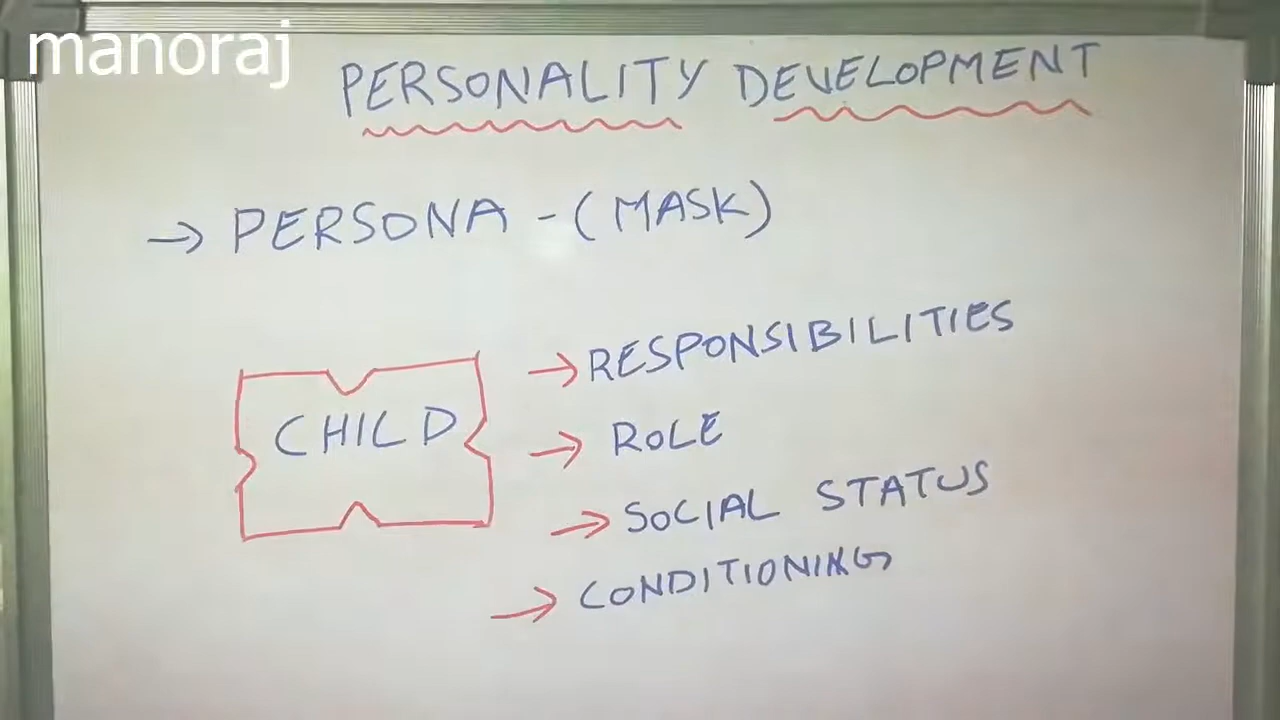 manoraj
PERSONALITY DEVELOPMENT
→ PERSONA - (MASK)
CHILD
→ RESPONSIBILITIES
→ ROLE
→ SOCIAL STATUS
→ CONDITIONING